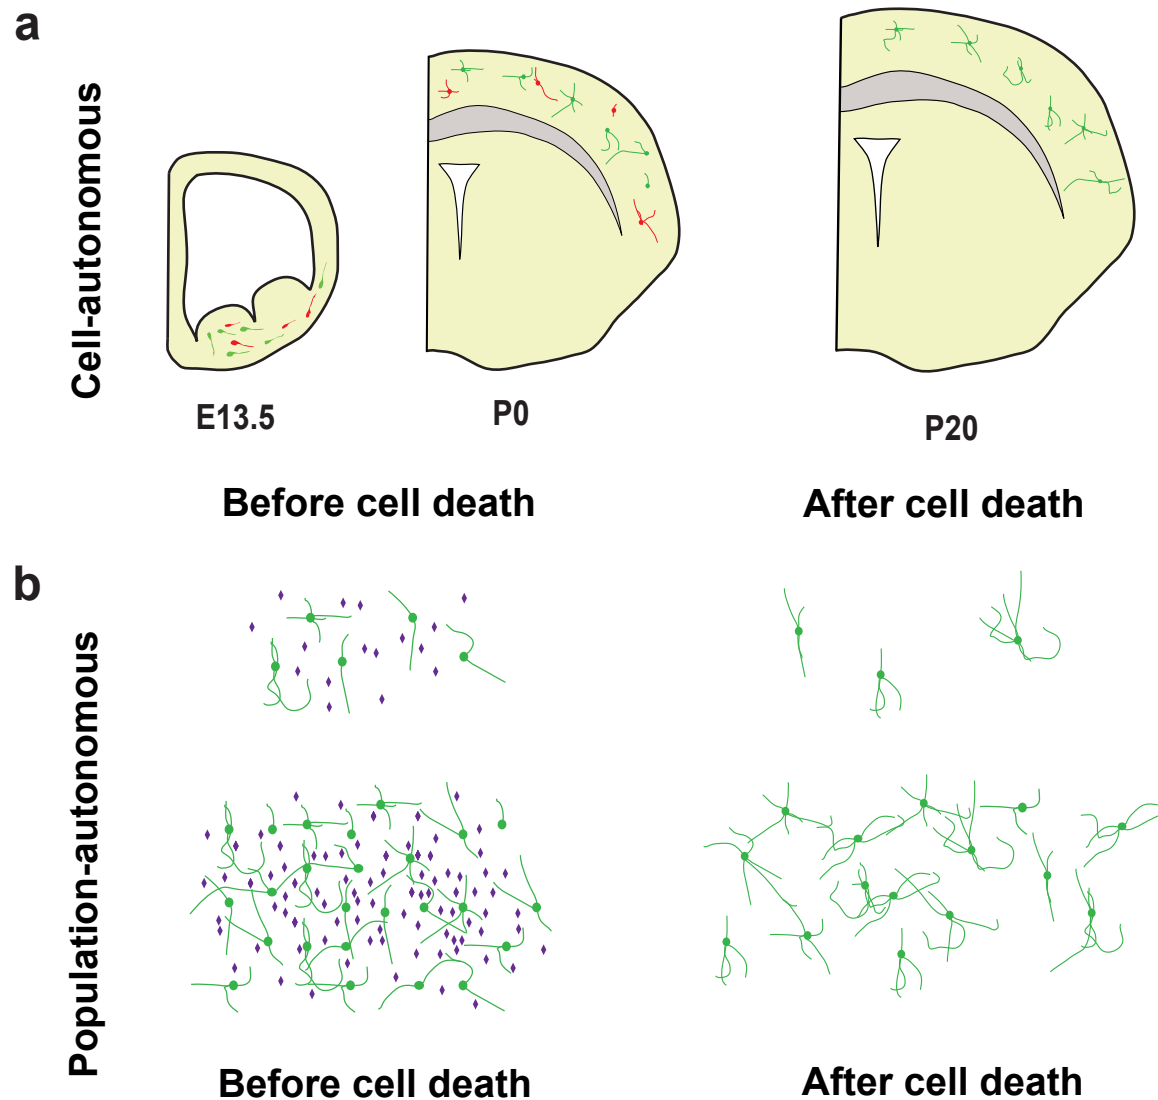 a
Cell-autonomous
E13.5
P0
P20
Before cell death
After cell death
b
Population-autonomous
Before cell death
After cell death